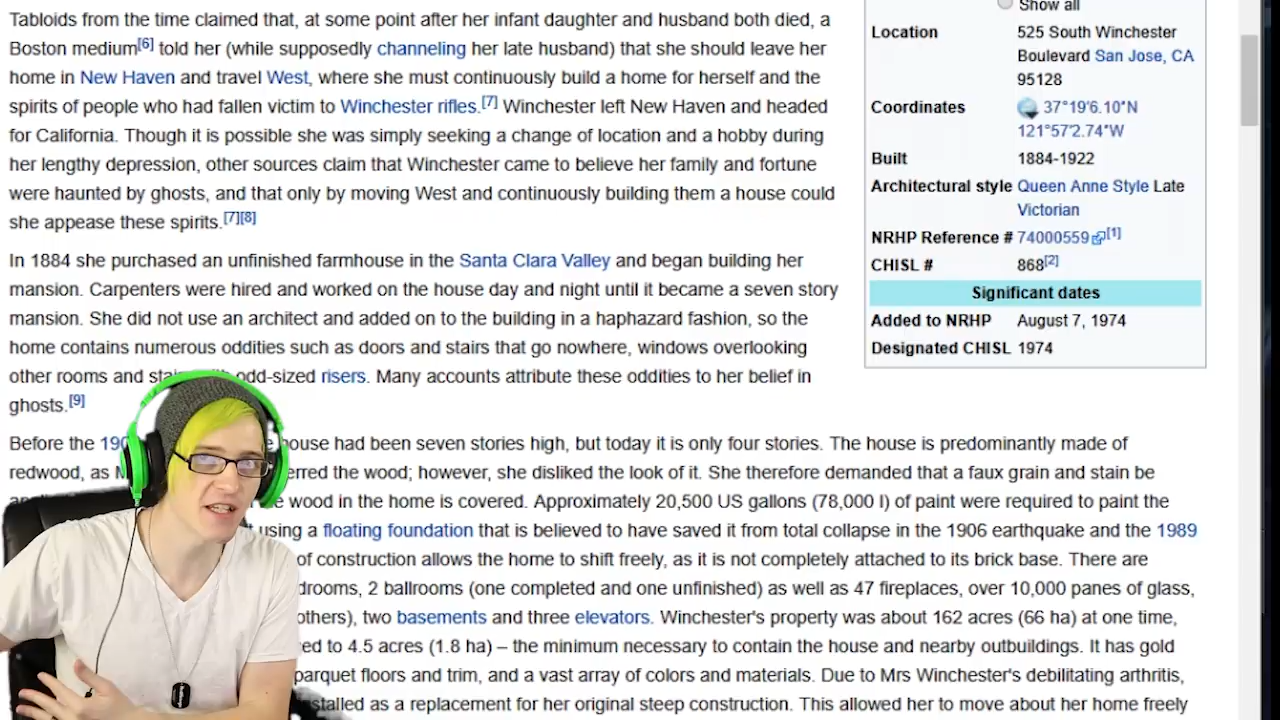 Tabloids from the time claimed that, at some point after her infant daughter and husband both died, a
Boston medium[6] told her (while supposedly channeling her late husband) that she should leave her
home in New Haven and travel West, where she must continuously build a home for herself and the
spirits of people who had fallen victim to Winchester rifles.[7] Winchester left New Haven and headed
for California. Though it is possible she was simply seeking a change of location and a hobby during
her lengthy depression, other sources claim that Winchester came to believe her family and fortune
were haunted by ghosts, and that only by moving West and continuously building them a house could
she appease these spirits.[7][8]
In 1884 she purchased an unfinished farmhouse in the Santa Clara Valley and began building her
mansion. Carpenters were hired and worked on the house day and night until it became a seven story
mansion. She did not use an architect and added on to the building in a haphazard fashion, so the
home contains numerous oddities such as doors and stairs that go nowhere, windows overlooking
other rooms and odd-sized risers. Many accounts attribute these oddities to her belief in
ghosts.[9]
Before the house had been seven stories high, but today it is only four stories. The house is predominantly made of
redwood, as the wood; however, she disliked the look of it. She therefore demanded that a faux grain and stain be
wood in the home is covered. Approximately 20,500 US gallons (78,000 l) of paint were required to paint the
using a floating foundation that is believed to have saved it from total collapse in the 1906 earthquake and the 1989
of construction allows the home to shift freely, as it is not completely attached to its brick base. There are
drooms, 2 ballrooms (one completed and one unfinished) as well as 47 fireplaces, over 10,000 panes of glass,
others), two basements and three elevators. Winchester's property was about 162 acres (66 ha) at one time,
ed to 4.5 acres (1.8 ha) – the minimum necessary to contain the house and nearby outbuildings. It has gold
parquet floors and trim, and a vast array of colors and materials. Due to Mrs Winchester's debilitating arthritis,
stalled as a replacement for her original steep construction. This allowed her to move about her home freely
Show all
Location 525 South Winchester
Boulevard San Jose, CA
95128
Coordinates 37°19′6.10″N
121°57′2.74″W
Built 1884-1922
Architectural style Queen Anne Style Late
Victorian
NRHP Reference # 74000559[1]
CHISL # 868[2]
Significant dates
Added to NRHP August 7, 1974
Designated CHISL 1974